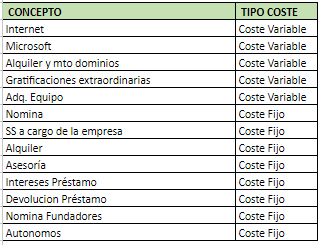 CONCEPTO TIPO COSTE
Internet Coste Variable
Microsoft Coste Variable
Alquiler y mto dominios Coste Variable
Gratificaciones extraordinarias Coste Variable
Adq. Equipo Coste Variable
Nomina Coste Fijo
SS a cargo de la empresa Coste Fijo
Alquiler Coste Fijo
Asesoría Coste Fijo
Intereses Préstamo Coste Fijo
Devolucion Préstamo Coste Fijo
Nomina Fundadores Coste Fijo
Autonomos Coste Fijo